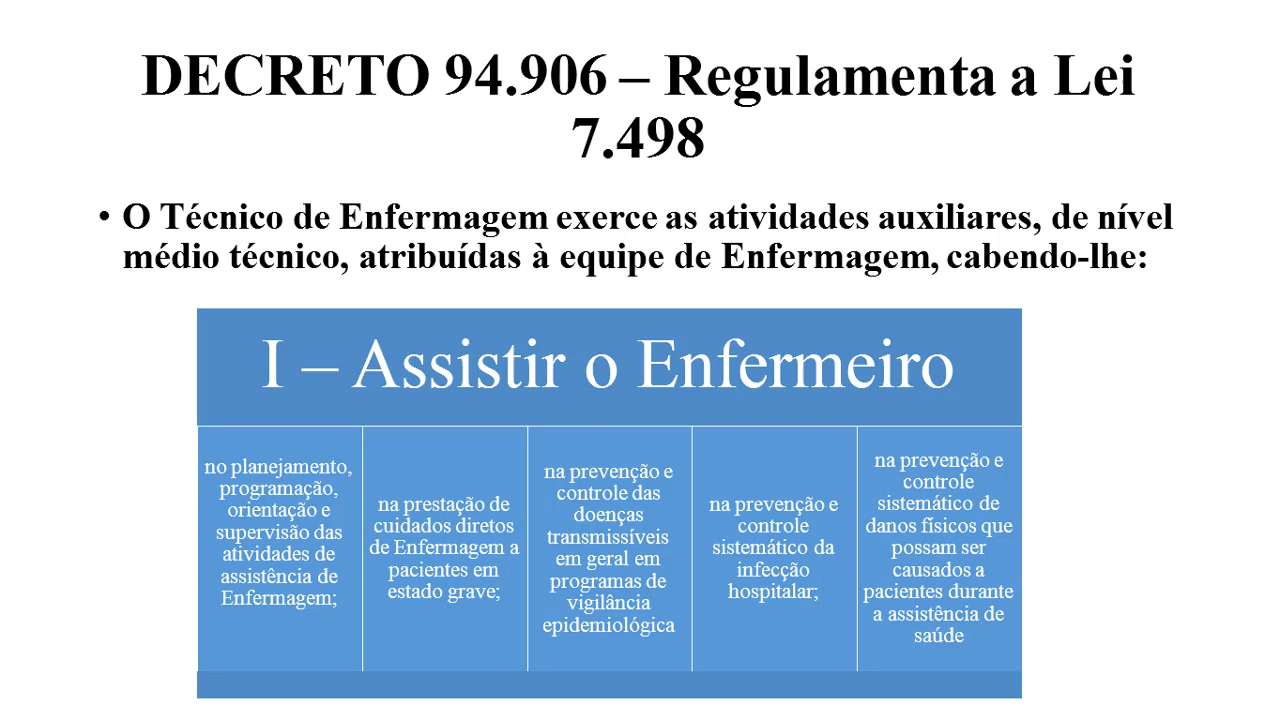 DECRETO 94.906 – Regulamenta a Lei
7.498
• O Técnico de Enfermagem exerce as atividades auxiliares, de nível
médio técnico, atribuídas à equipe de Enfermagem, cabendo-lhe:
I – Assistir o Enfermeiro
no planejamento,
programação,
orientação e
supervisão das
atividades de
assistência de
Enfermagem;
na prestação de
cuidados diretos
de Enfermagem a
pacientes em
estado grave;
na prevenção e
controle das
doenças
transmissíveis
em geral em
programas de
vigilância
epidemiológica
na prevenção e
controle
sistemático da
infecção
hospitalar;
na prevenção e
controle
sistemático de
danos físicos que
possam ser
causados a
pacientes durante
a assistência de
saúde